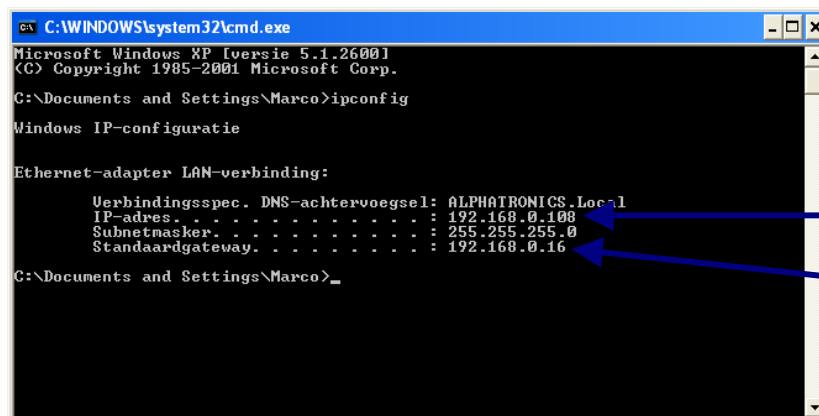 C:\WINDOWS\system32\cmd.exe
Microsoft Windows XP [versie 5.1.2600]
(C) Copyright 1985-2001 Microsoft Corp.
C:\Documents and Settings\Marco>ipconfig
Windows IP-configuratie
Ethernet-adapter LAN-verbinding:
Verbindingsspec. DNS-achtervoegsel: ALPHATRONICS.Local
IP-adres. . . . . . . . . . . . . : 192.168.0.108
Subnetmasker. . . . . . . . . . . : 255.255.255.0
Standaardgateway. . . . . . . . . : 192.168.0.16
C:\Documents and Settings\Marco>_